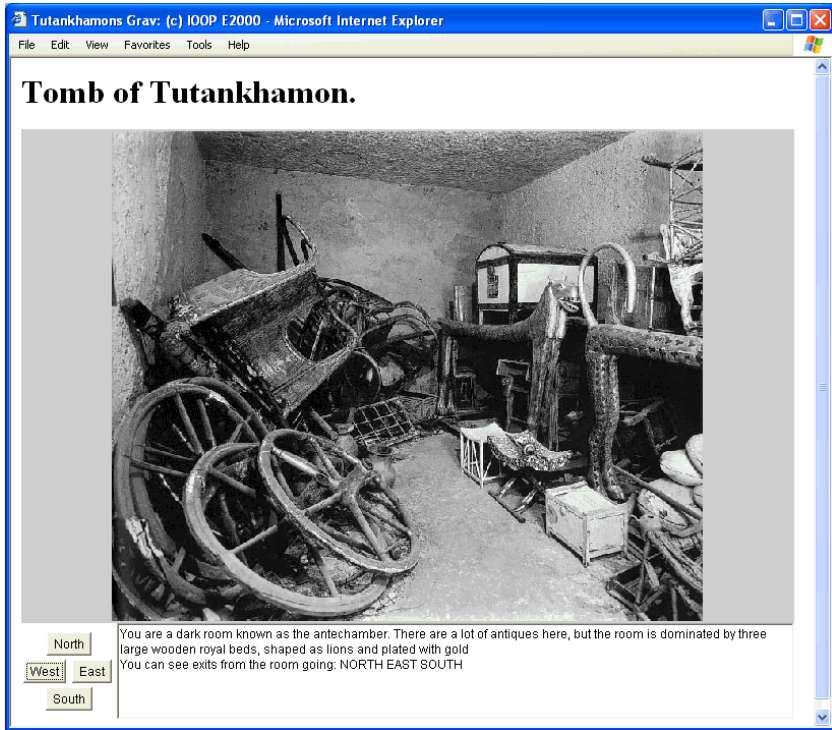 Tutankhamons Grav: (c) IOOP E2000 - Microsoft Internet Explorer
File Edit View Favorites Tools Help
Tomb of Tutankhamon.
North
West East
South
You are a dark room known as the antechamber. There are a lot of antiques here, but the room is dominated by three
large wooden royal beds, shaped as lions and plated with gold
You can see exits from the room going: NORTH EAST SOUTH